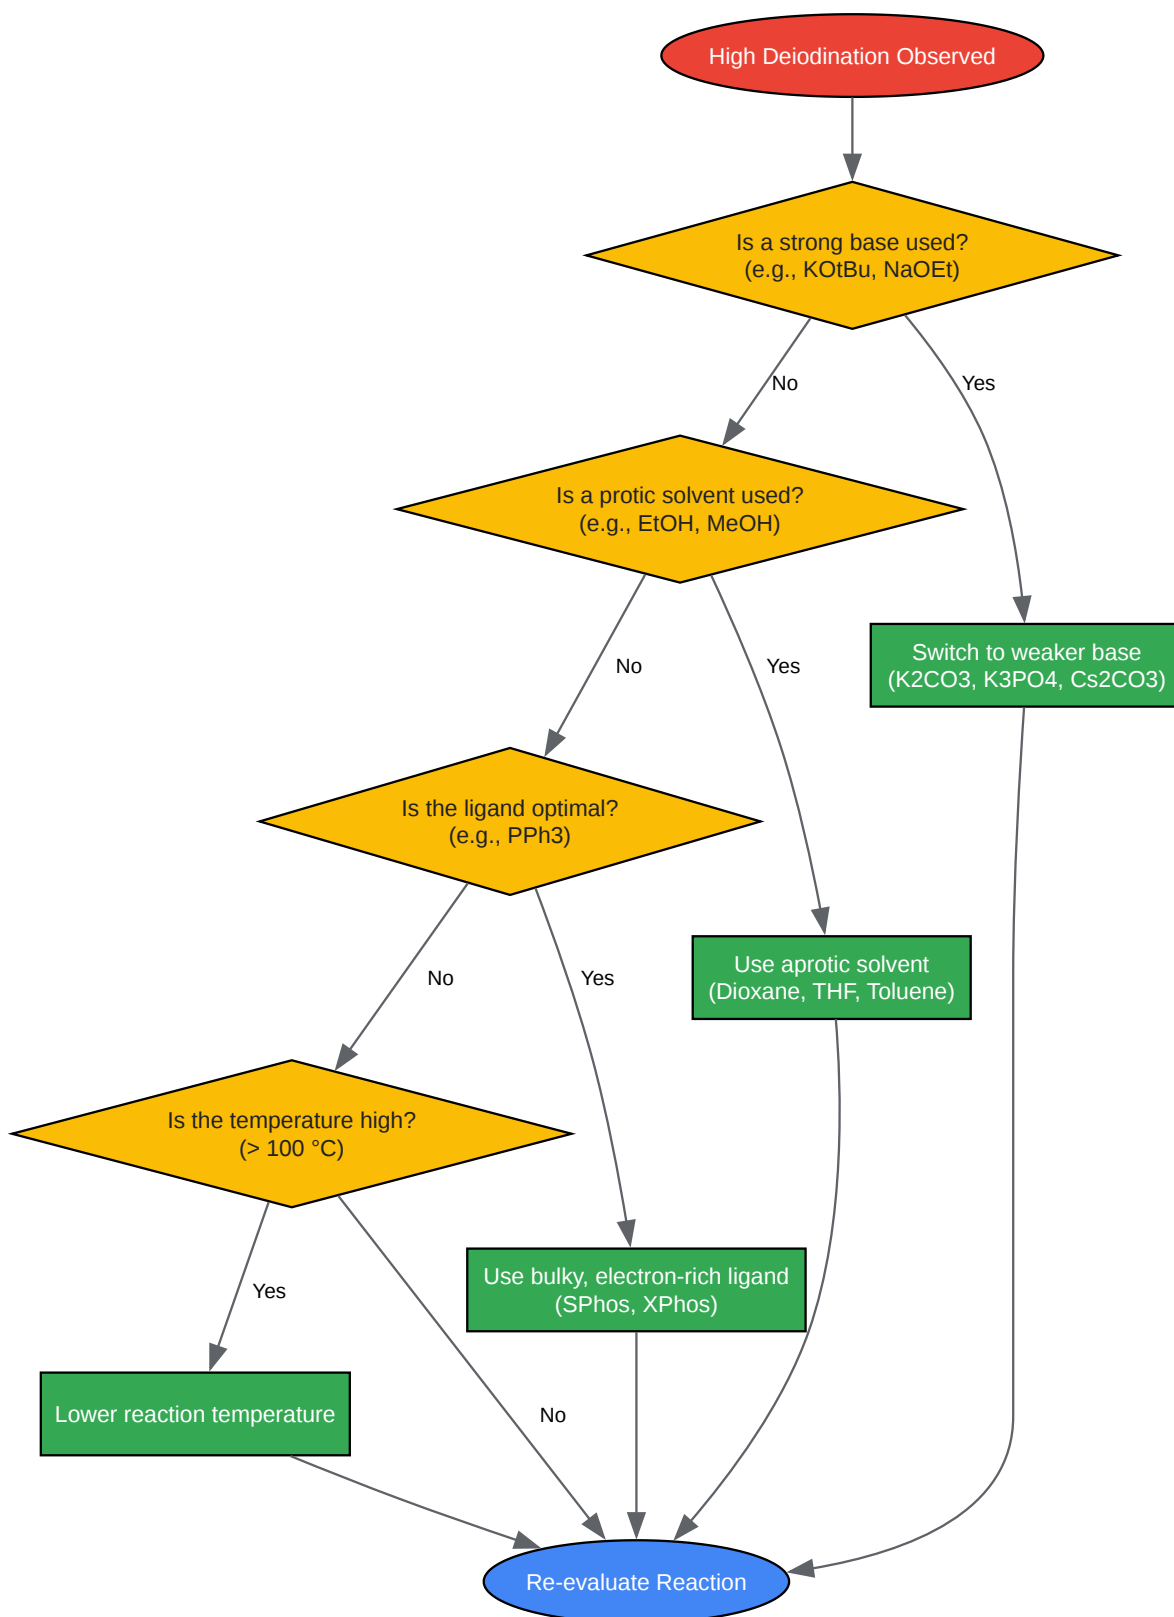 High Deiodination Observed
Is a strong base used?
(e.g., KOtBu, NaOEt)
No
Yes
Is a protic solvent used?
(e.g., EtOH, MeOH)
No
Yes
Switch to weaker base
(K2CO3, K3PO4, Cs2CO3)
Is the ligand optimal?
(e.g., PPh3)
No
Yes
Use aprotic solvent
(Dioxane, THF, Toluene)
Is the temperature high?
(> 100 °C)
Yes
No
Use bulky, electron-rich ligand
(SPhos, XPhos)
Lower reaction temperature
Re-evaluate Reaction